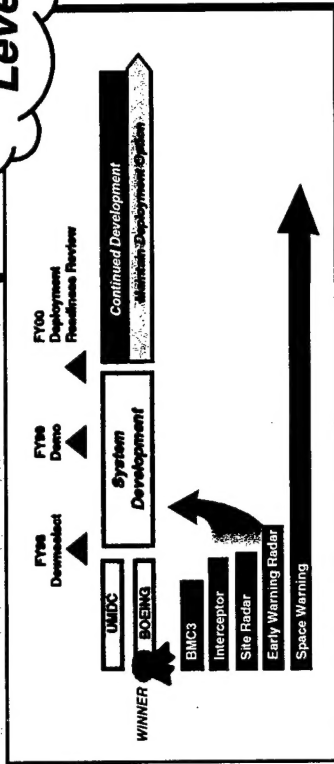 Leve
FY98
Downselect
FY99
Demo
FY00
Deployment
Readiness Review
UMDC
BOEING
WINNER
System
Development
Continued Development
Maintain Deployment Option
BMC3
Interceptor
Site Radar
Early Warning Radar
Space Warning